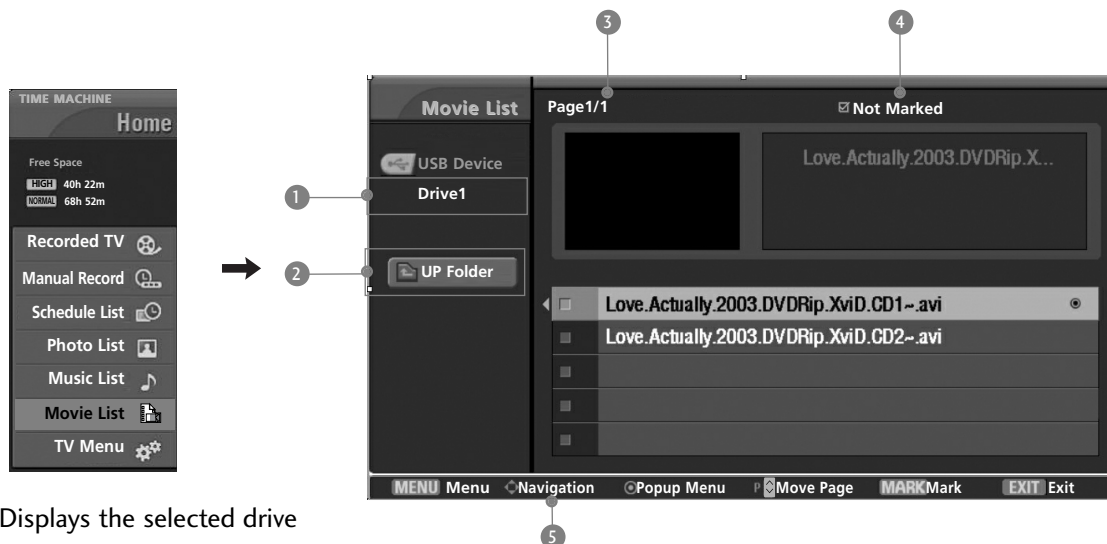 3
4
TIME MACHINE
Home
Free Space
HIGH 40h 22m
NORMAL 68h 52m
Recorded TV
Manual Record
Schedule List
Photo List
Music List
Movie List
TV Menu
Movie List
Page1/1
Not Marked
USB Device
Love.Actually.2003.DVDRip.X...
1
Drive1
2
UP Folder
Love.Actually.2003.DVDRip.XviD.CD1~.avi
Love.Actually.2003.DVDRip.XviD.CD2~.avi
MENU Menu Navigation Popup Menu P Move Page MARK Mark EXIT Exit
Displays the selected drive
5